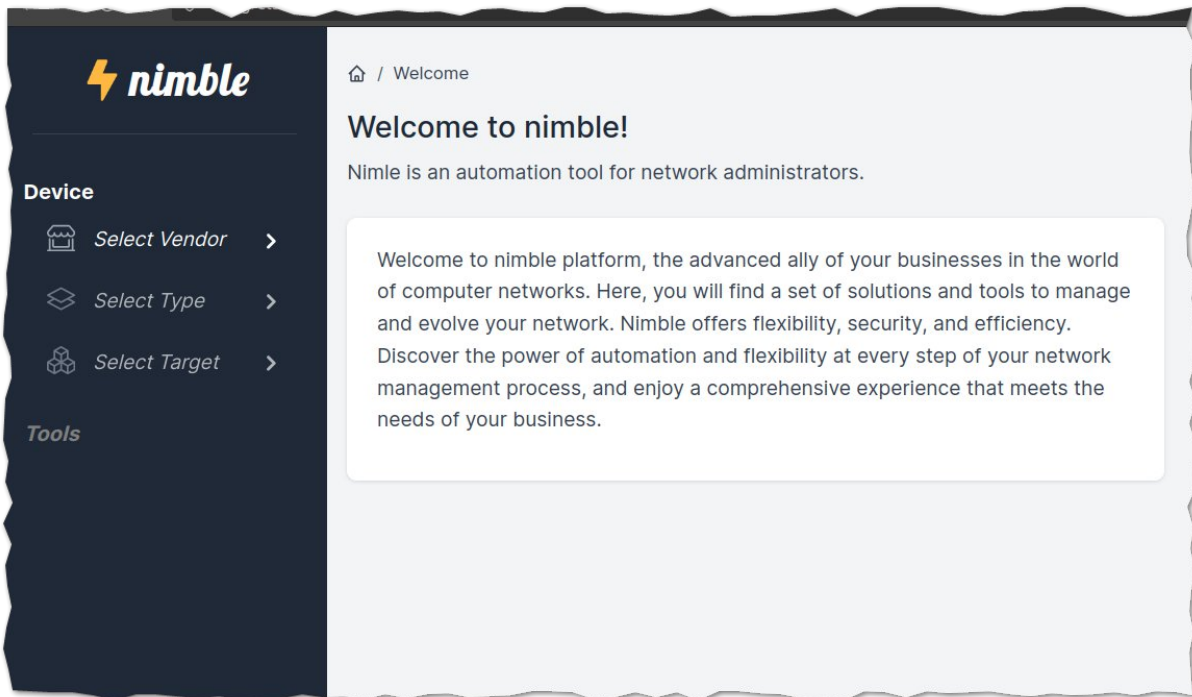 nimble
Device
Select Vendor
Select Type
Select Target
Tools
/ Welcome
Welcome to nimble!
Nimle is an automation tool for network administrators.
Welcome to nimble platform, the advanced ally of your businesses in the world
of computer networks. Here, you will find a set of solutions and tools to manage
and evolve your network. Nimble offers flexibility, security, and efficiency.
Discover the power of automation and flexibility at every step of your network
management process, and enjoy a comprehensive experience that meets the
needs of your business.